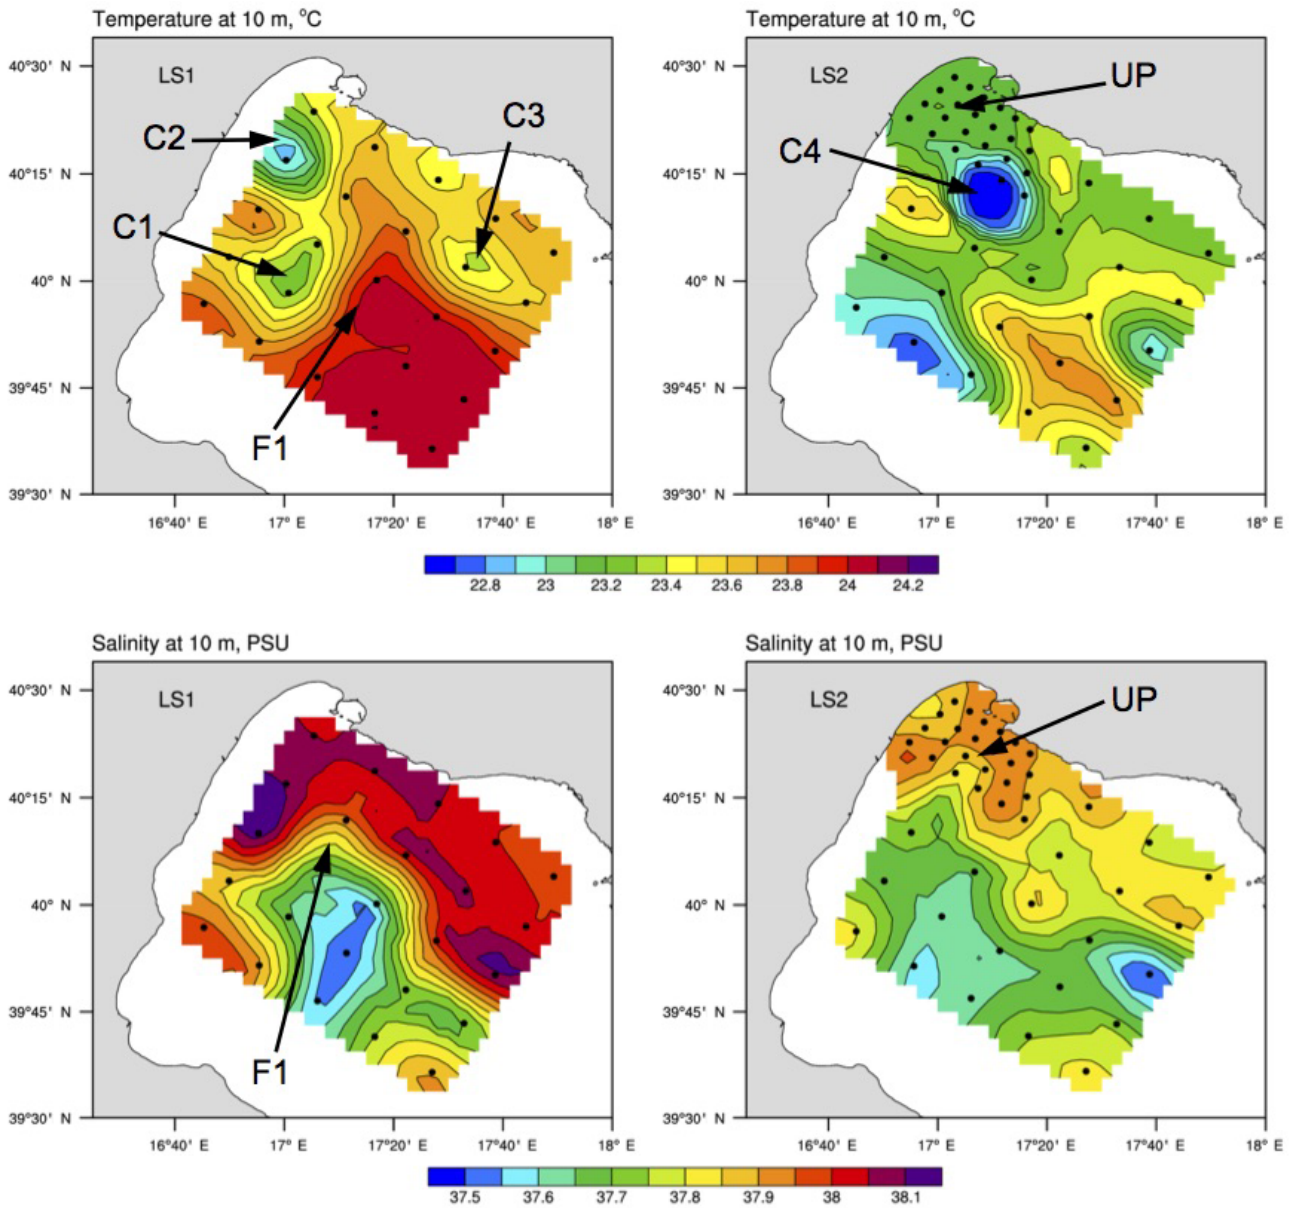 Temperature at 10 m, °C
Temperature at 10 m, °C
40°30' N
LS1
C2
C3
40°15' N
C1
40° N
39°45' N
F1
39°30' N
16°40' E
17° E
17°20' E
17°40' E
18° E
40°30' N
LS2
UP
C4
40°15' N
40° N
39°45' N
39°30' N
16°40' E
17° E
17°20' E
17°40' E
18° E
22.8 23 23.2 23.4 23.6 23.8 24 24.2
Salinity at 10 m, PSU
Salinity at 10 m, PSU
40°30' N
LS1
40°15' N
40° N
39°45' N
F1
39°30' N
16°40' E
17° E
17°20' E
17°40' E
18° E
40°30' N
LS2
UP
40°15' N
40° N
39°45' N
39°30' N
16°40' E
17° E
17°20' E
17°40' E
18° E
37.5 37.6 37.7 37.8 37.9 38 38.1